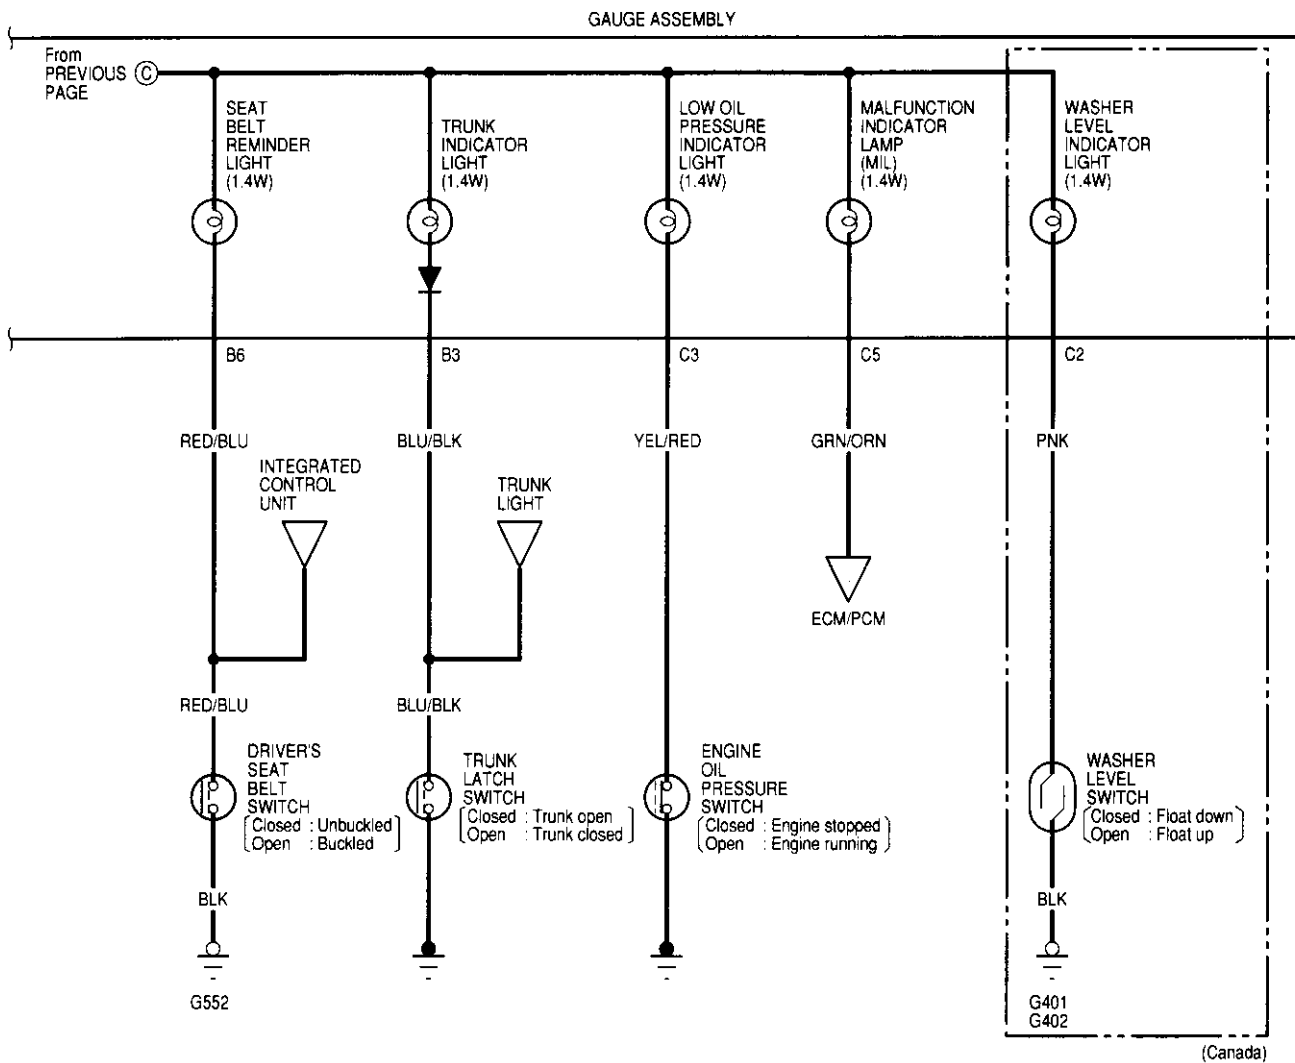 GAUGE ASSEMBLY
From
PREVIOUS
PAGE
C
SEAT
BELT
REMINDER
LIGHT
(1.4W)
TRUNK
INDICATOR
LIGHT
(1.4W)
LOW OIL
PRESSURE
INDICATOR
LIGHT
(1.4W)
MALFUNCTION
INDICATOR
LAMP
(MIL)
(1.4W)
WASHER
LEVEL
INDICATOR
LIGHT
(1.4W)
B6
B3
C3
C5
C2
RED/BLU
BLU/BLK
YEL/RED
GRN/ORN
PNK
INTEGRATED
CONTROL
UNIT
TRUNK
LIGHT
ECM/PCM
RED/BLU
BLU/BLK
DRIVER'S
SEAT
BELT
SWITCH
Closed : Unbuckled
Open : Buckled
TRUNK
LATCH
SWITCH
Closed : Trunk open
Open : Trunk closed
ENGINE
OIL
PRESSURE
SWITCH
Closed : Engine stopped
Open : Engine running
WASHER
LEVEL
SWITCH
Closed : Float down
Open : Float up
BLK
BLK
G552
G401
G402
(Canada)